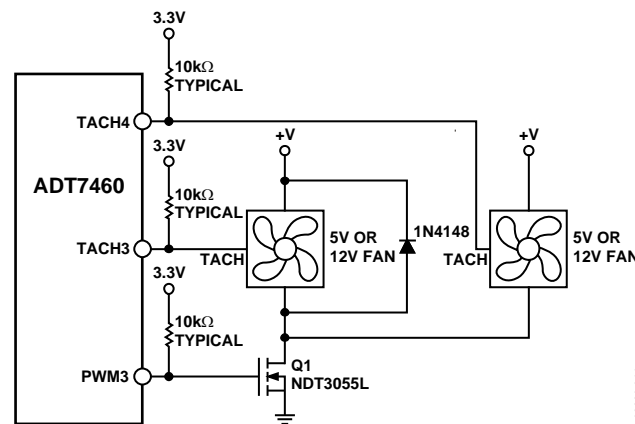 3.3V
10kΩ
TYPICAL
TACH4
3.3V
+V
+V
ADT7460
10kΩ
TYPICAL
1N4148
5V OR
12V FAN
5V OR
12V FAN
TACH3
TACH
TACH
3.3V
10kΩ
TYPICAL
Q1
NDT3055L
PWM3